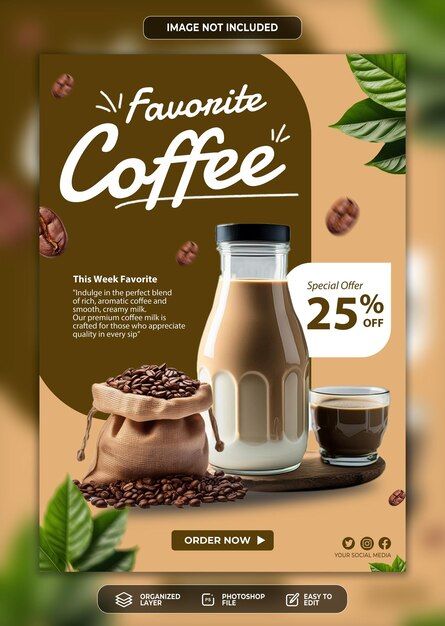 IMAGE NOT INCLUDED
Favorite
Coffee
This Week Favorite
"Indulge in the perfect blend
of rich, aromatic coffee and
smooth, creamy milk.
Our premium coffee milk is
crafted for those who appreciate
quality in every sip"
Special Offer
25% OFF
ORDER NOW
YOUR SOCIAL MEDIA
ORGANIZED
LAYER
PS
PHOTOSHOP
FILE
EASY TO
EDIT